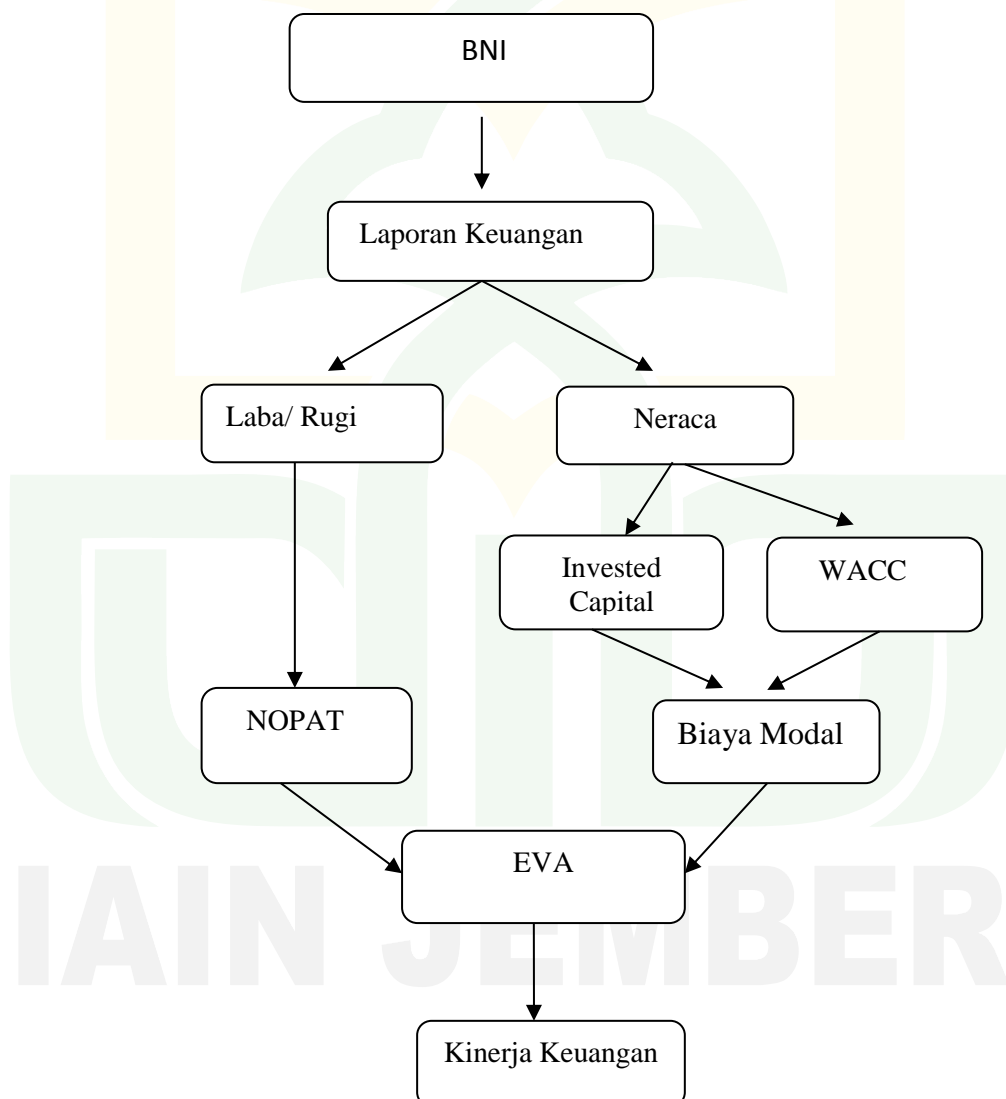 BNI
Laporan Keuangan
Laba/ Rugi
Neraca
Invested
Capital
WACC
NOPAT
Biaya Modal
EVA
IAIN JEMBER
Kinerja Keuangan